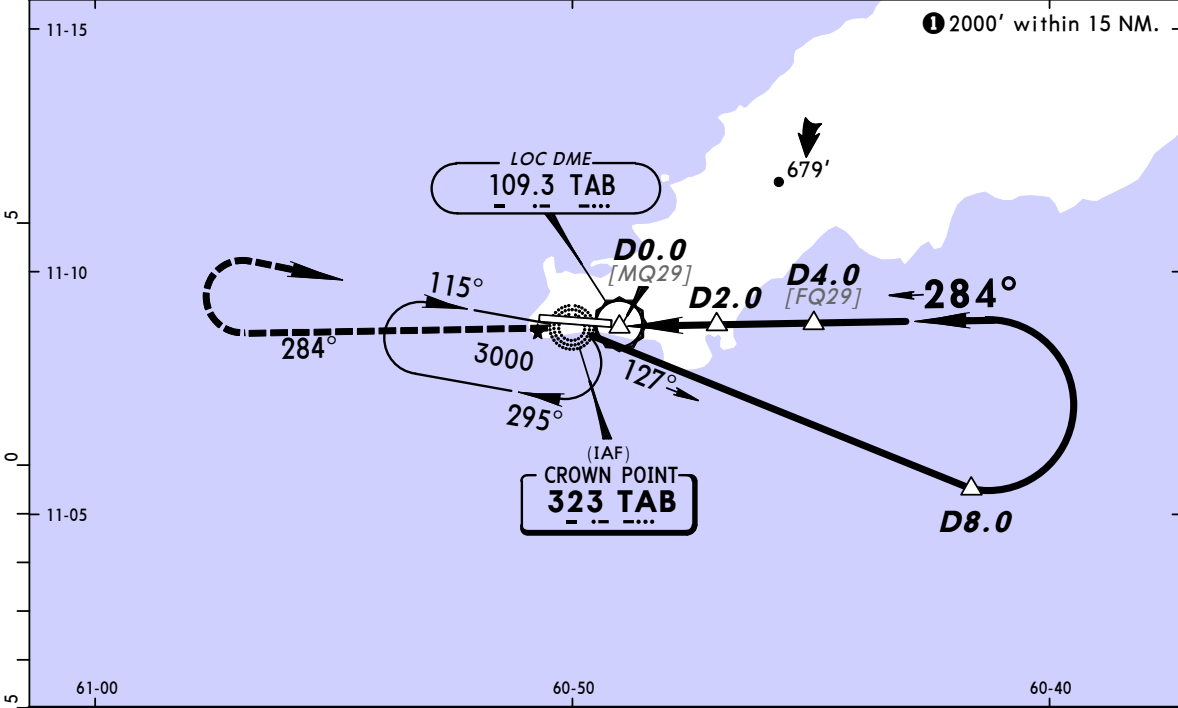 11-15
❶ 2000' within 15 NM.
679'
LOC DME
109.3 TAB
5
D0.0
[MQ29]
11-10
D4.0
[FQ29]
284°
115°
D2.0
284°
3000
127°
295°
0
(IAF)
CROWN POINT
323 TAB
11-05
D8.0
5
61-00
60-50
60-40